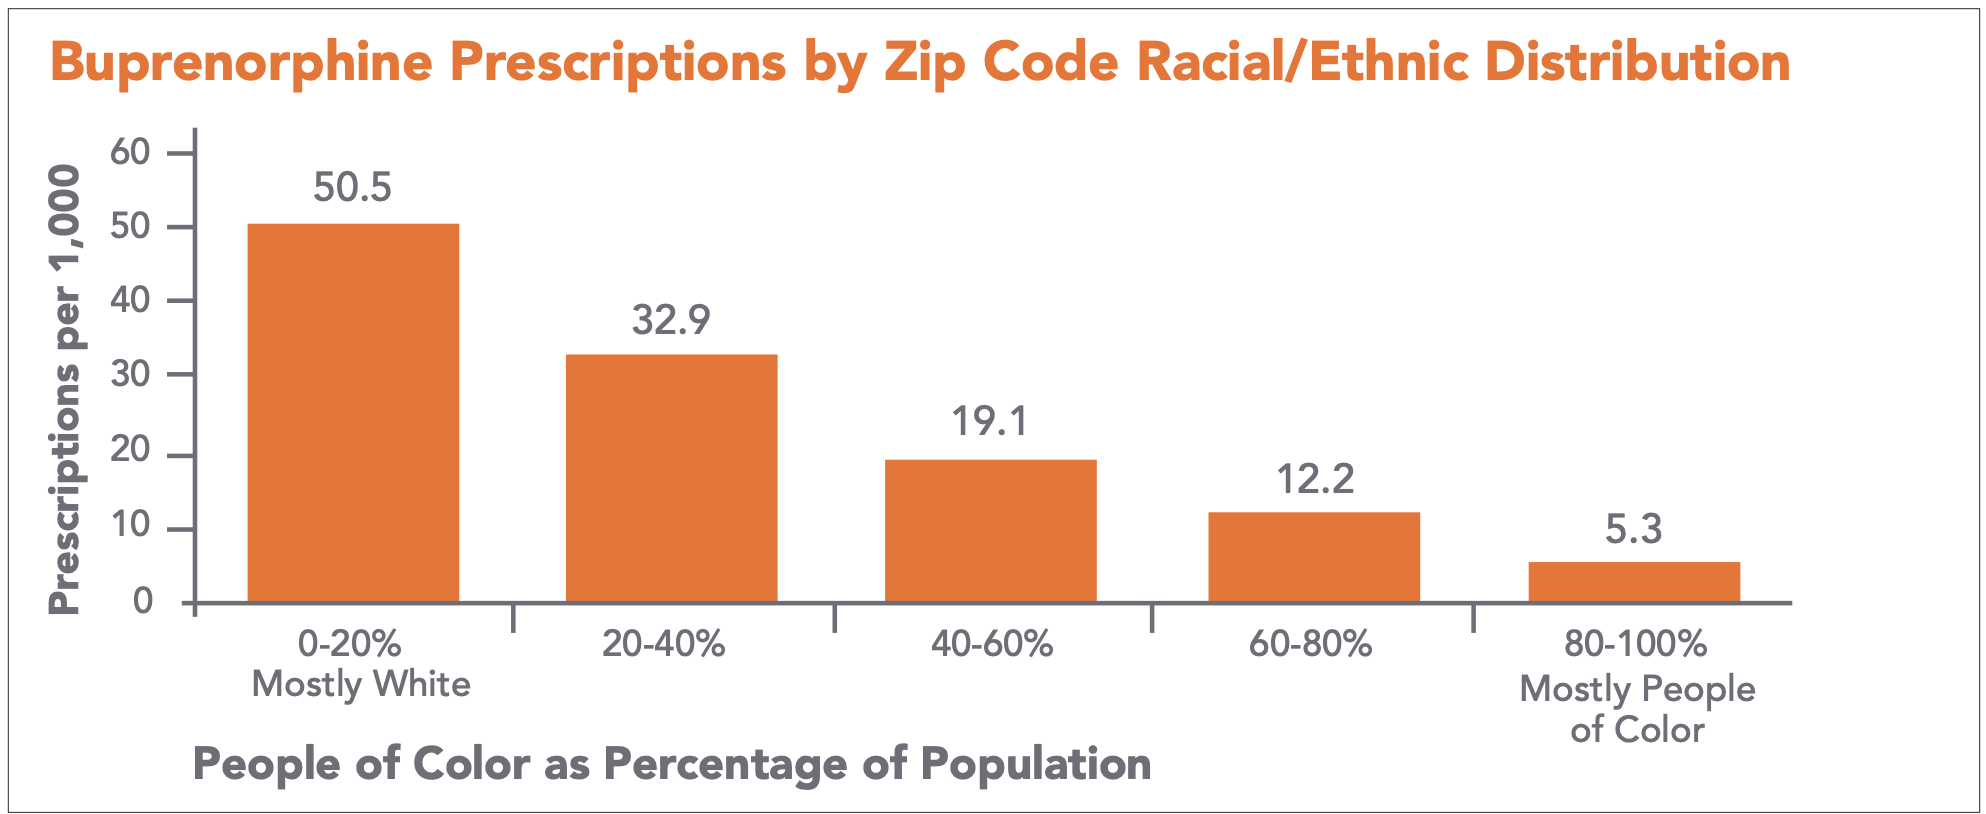 Buprenorphine Prescriptions by Zip Code Racial/Ethnic Distribution
Prescriptions per 1,000
60
50
40
30
20
10
0
50.5
32.9
19.1
12.2
5.3
0-20%
Mostly White
20-40%
40-60%
60-80%
80-100%
Mostly People
of Color
People of Color as Percentage of Population